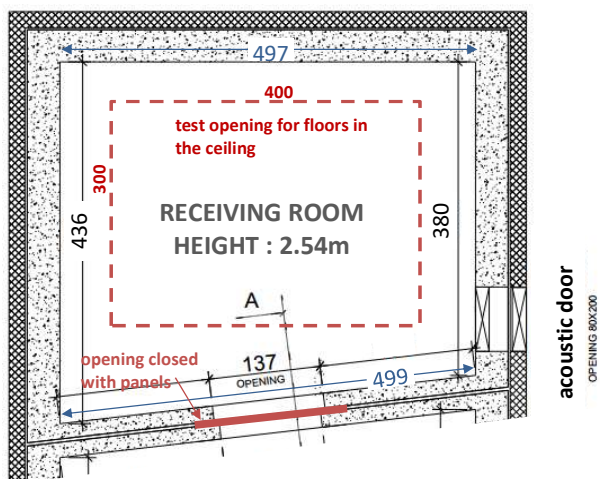 497
400
test opening for floors in
the ceiling
300
436
380
RECEIVING ROOM
HEIGHT : 2.54m
A
opening closed
with panels
137
OPENING
499
acoustic door
OPENING 80X200